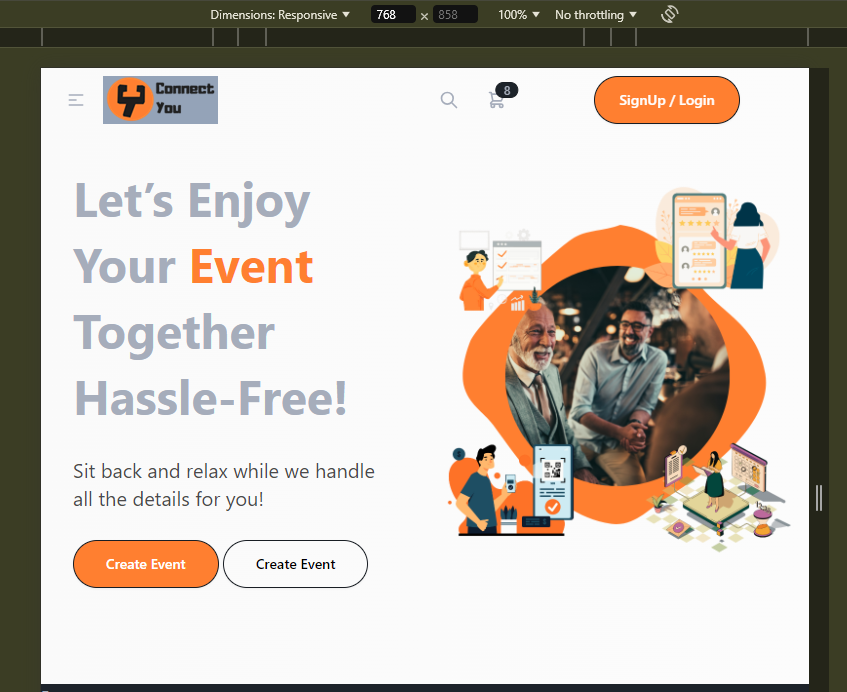 Dimensions: Responsive 768 × 858 100% No throttling
Connect
You
8
SignUp / Login
Let’s Enjoy
Your Event
Together
Hassle-Free!
Sit back and relax while we handle
all the details for you!
Create Event Create Event